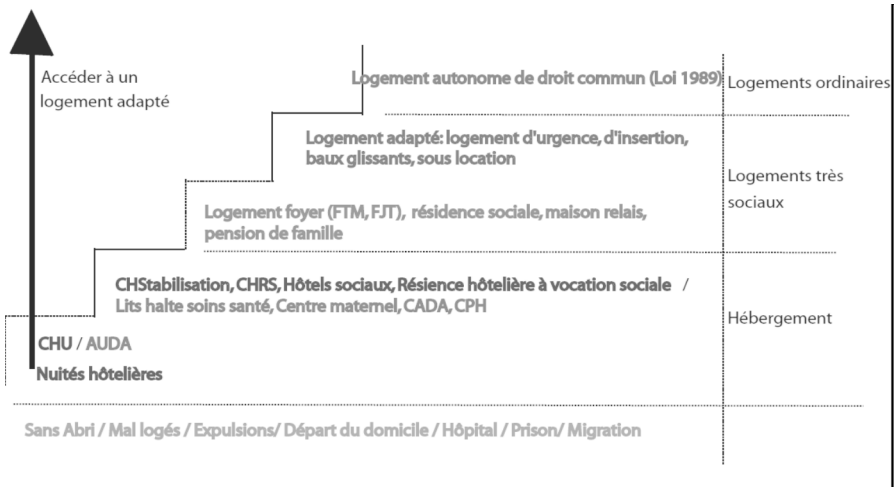 Accéder à un
logement adapté
Logement autonome de droit commun (Loi 1989)
Logements ordinaires
Logement adapté: logement d'urgence, d'insertion,
baux glissants, sous location
Logements très
sociaux
Logement foyer (FTM, FJT), résidence sociale, maison relais,
pension de famille
CHStabilisation, CHRS, Hôtels sociaux, Résience hôtelière à vocation sociale /
Lits halte soins santé, Centre maternel, CADA, CPH
Hébergement
CHU / AUDA
Nuités hôtelières
Sans Abri / Mal logés / Expulsions/ Départ du domicile / Hôpital / Prison/ Migration